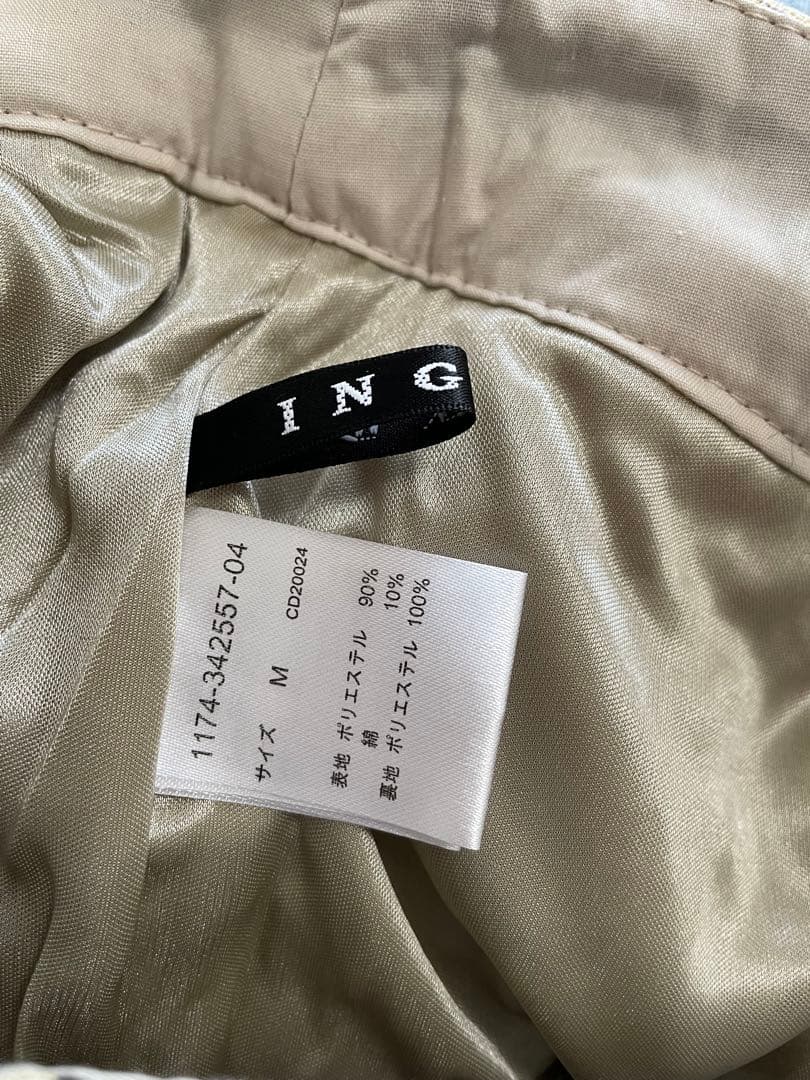 ING
1174-342557-04
サイズ M CD20024
表地 ポリエステル 90%
綿 10%
裏地 ポリエステル 100%